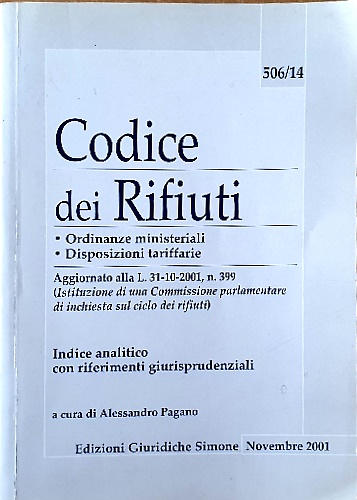 506/14
Codice
dei Rifiuti
• Ordinanze ministeriali
• Disposizioni tariffarie
Aggiornato alla L. 31-10-2001, n. 399
(Istituzione di una Commissione parlamentare
di inchiesta sul ciclo dei rifiuti)
Indice analitico
con riferimenti giurisprudenziali
a cura di Alessandro Pagano
Edizioni Giuridiche Simone Novembre 2001